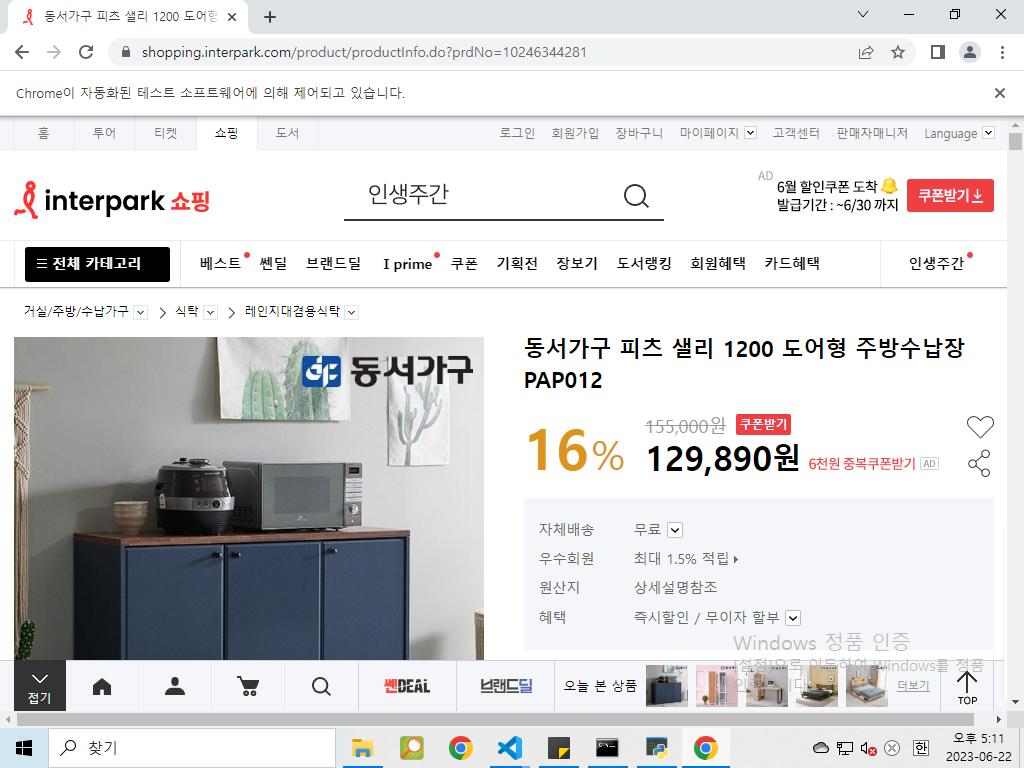 동서가구 피츠 샐리 1200 도어형
shopping.interpark.com/product/productInfo.do?prdNo=10246344281
Chrome이 자동화된 테스트 소프트웨어에 의해 제어되고 있습니다.
홈 투어 티켓 쇼핑 도서 로그인 회원가입 장바구니 마이페이지 고객센터 판매자매니저 Language
interpark 쇼핑 인생주간
AD 6월 할인쿠폰 도착
발급기간 : ~6/30 까지 쿠폰받기
전체 카테고리 베스트 쎈딜 브랜드딜 I prime 쿠폰 기획전 장보기 도서랭킹 회원혜택 카드혜택 인생주간
거실/주방/수납가구 식탁 레인지대겸용식탁
동서가구
동서가구 피츠 샐리 1200 도어형 주방수납장
PAP012
16% 155,000원 쿠폰받기
129,890원 6천원 중복쿠폰받기 AD
자체배송 무료
우수회원 최대 1.5% 적립
원산지 상세설명참조
혜택 즉시할인 / 무이자 할부
Windows 정품 인증
[설정]으로 이동하여 Windows를 정품
접기 쎈DEAL 브랜드딜 오늘 본 상품 더보기 TOP
찾기
오후 5:11
2023-06-22
한